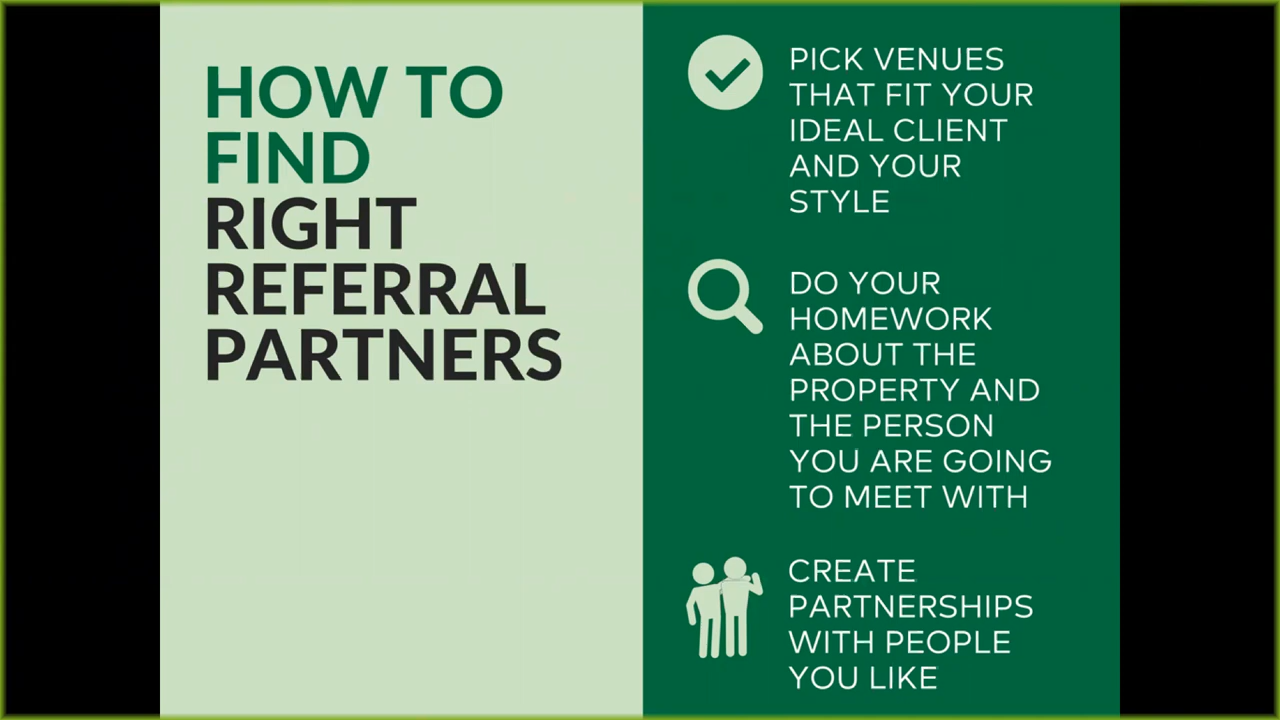 HOW TO
FIND
RIGHT
REFERRAL
PARTNERS
PICK VENUES
THAT FIT YOUR
IDEAL CLIENT
AND YOUR
STYLE
DO YOUR
HOMEWORK
ABOUT THE
PROPERTY AND
THE PERSON
YOU ARE GOING
TO MEET WITH
CREATE
PARTNERSHIPS
WITH PEOPLE
YOU LIKE